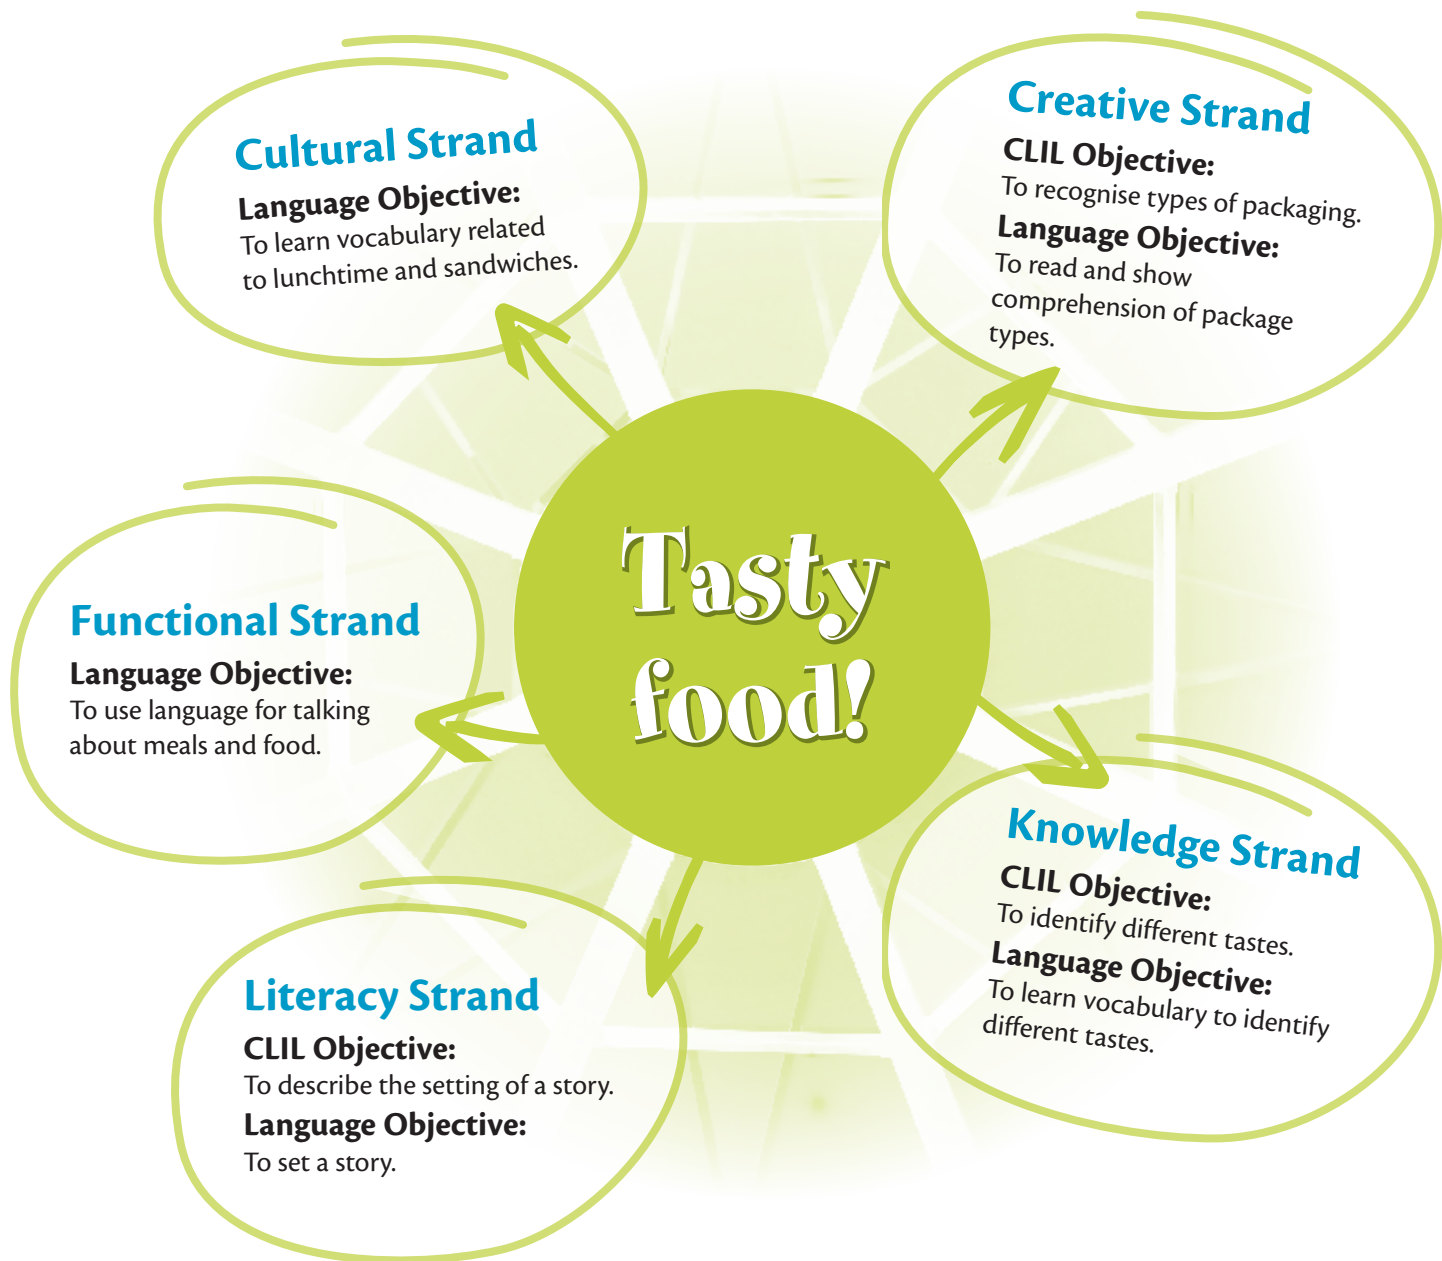 Cultural Strand
Language Objective:
To learn vocabulary related
to lunchtime and sandwiches.
Creative Strand
CLIL Objective:
To recognise types of packaging.
Language Objective:
To read and show
comprehension of package
types.
Tasty
food!
Functional Strand
Language Objective:
To use language for talking
about meals and food.
Knowledge Strand
CLIL Objective:
To identify different tastes.
Language Objective:
To learn vocabulary to identify
different tastes.
Literacy Strand
CLIL Objective:
To describe the setting of a story.
Language Objective:
To set a story.